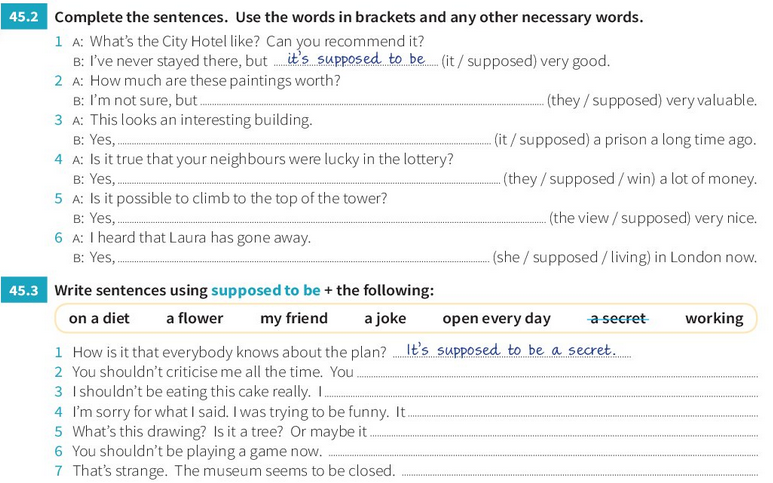 45.2 Complete the sentences. Use the words in brackets and any other necessary words.
1 A: What's the City Hotel like? Can you recommend it?
B: I've never stayed there, but it's supposed to be (it / supposed) very good.
2 A: How much are these paintings worth?
B: I'm not sure, but (they / supposed) very valuable.
3 A: This looks an interesting building.
B: Yes, (it / supposed) a prison a long time ago.
4 A: Is it true that your neighbours were lucky in the lottery?
B: Yes, (they / supposed / win) a lot of money.
5 A: Is it possible to climb to the top of the tower?
B: Yes, (the view / supposed) very nice.
6 A: I heard that Laura has gone away.
B: Yes, (she / supposed / living) in London now.
45.3 Write sentences using supposed to be + the following:
on a diet a flower my friend a joke open every day a secret working
1 How is it that everybody knows about the plan? It's supposed to be a secret.
2 You shouldn't criticise me all the time. You
3 I shouldn't be eating this cake really. I
4 I'm sorry for what I said. I was trying to be funny. It
5 What's this drawing? Is it a tree? Or maybe it
6 You shouldn't be playing a game now.
7 That's strange. The museum seems to be closed.